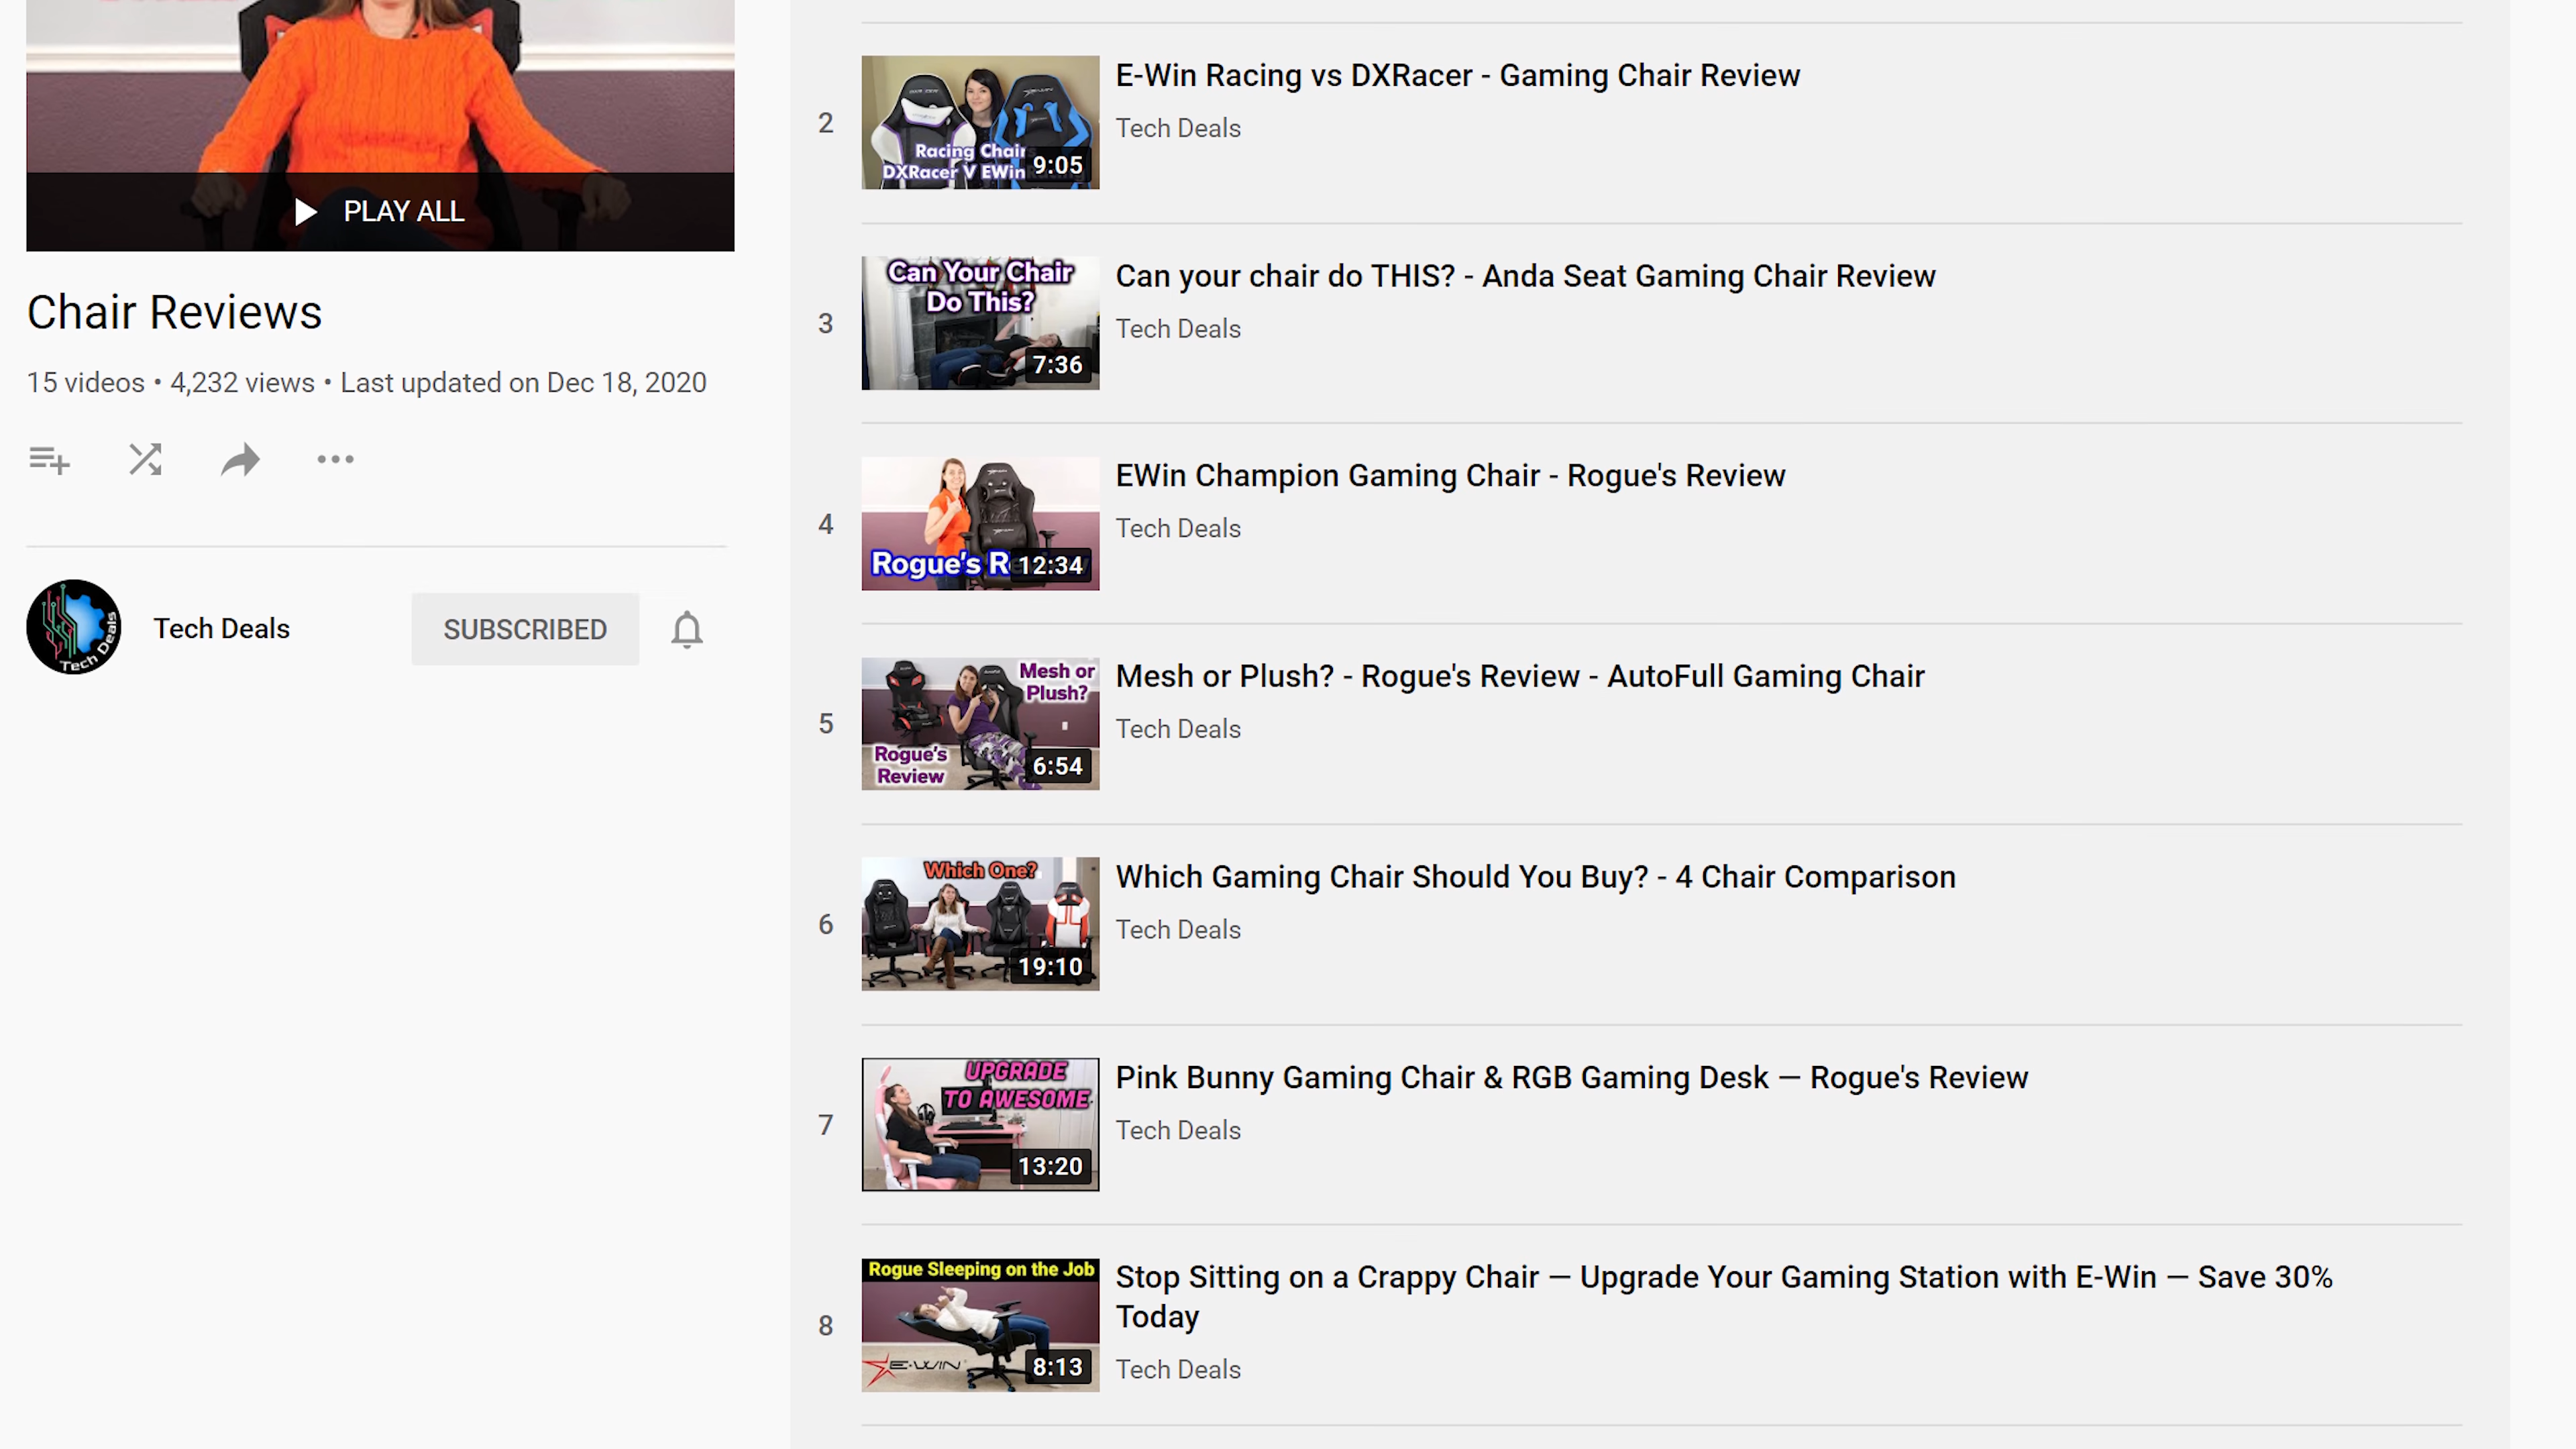 PLAY ALL
Chair Reviews
15 videos • 4,232 views • Last updated on Dec 18, 2020
Tech Deals
Tech Deals
SUBSCRIBED
2
Racing Chair
DXRacer V EWin
9:05
E-Win Racing vs DXRacer - Gaming Chair Review
Tech Deals
3
Can Your Chair
Do This?
7:36
Can your chair do THIS? - Anda Seat Gaming Chair Review
Tech Deals
4
Rogue's R
12:34
EWin Champion Gaming Chair - Rogue's Review
Tech Deals
5
Mesh or
Plush?
Rogue's
Review
6:54
Mesh or Plush? - Rogue's Review - AutoFull Gaming Chair
Tech Deals
6
Which One?
19:10
Which Gaming Chair Should You Buy? - 4 Chair Comparison
Tech Deals
7
UPGRADE
TO AWESOME
13:20
Pink Bunny Gaming Chair & RGB Gaming Desk — Rogue's Review
Tech Deals
8
Rogue Sleeping on the Job
E-WIN
8:13
Stop Sitting on a Crappy Chair — Upgrade Your Gaming Station with E-Win — Save 30%
Today
Tech Deals